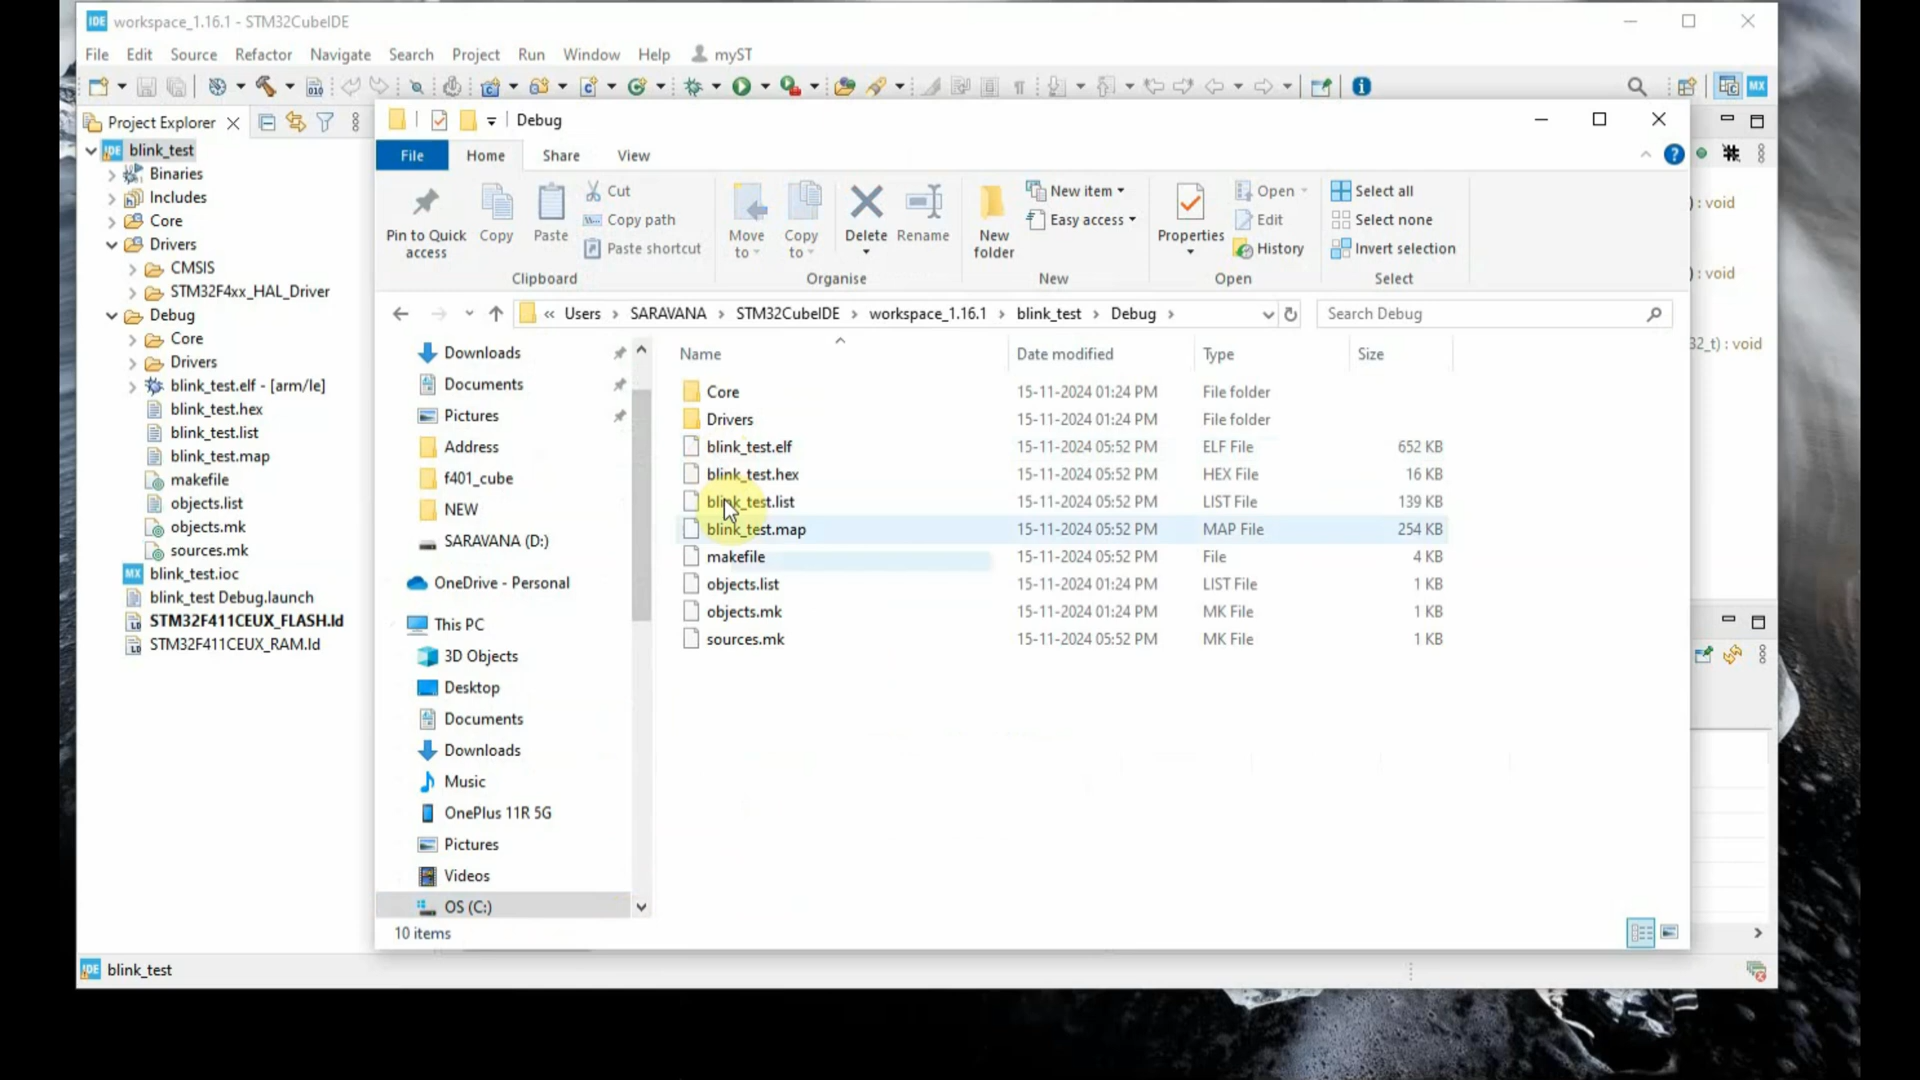 workspace_1.16.1 - STM32CubeIDE
File Edit Source Refactor Navigate Search Project Run Window Help myST
Project Explorer
blink_test
Binaries
Includes
Core
Drivers
CMSIS
STM32F4xx_HAL_Driver
Debug
Core
Drivers
blink_test.elf - [arm/le]
blink_test.hex
blink_test.list
blink_test.map
makefile
objects.list
objects.mk
sources.mk
blink_test.ioc
blink_test Debug.launch
STM32F411CEUX_FLASH.ld
STM32F411CEUX_RAM.ld
Debug
File Home Share View
Pin to Quick access
Copy
Paste
Cut
Copy path
Paste shortcut
Clipboard
Move to
Copy to
Delete
Rename
Organise
New folder
New item
Easy access
New
Properties
Open
Edit
History
Open
Select all
Select none
Invert selection
Select
« Users › SARAVANA › STM32CubeIDE › workspace_1.16.1 › blink_test › Debug ›
Search Debug
Downloads
Documents
Pictures
Address
f401_cube
NEW
SARAVANA (D:)
OneDrive - Personal
This PC
3D Objects
Desktop
Documents
Downloads
Music
OnePlus 11R 5G
Pictures
Videos
OS (C:)
Name Date modified Type Size
Core 15-11-2024 01:24 PM File folder
Drivers 15-11-2024 01:24 PM File folder
blink_test.elf 15-11-2024 05:52 PM ELF File 652 KB
blink_test.hex 15-11-2024 05:52 PM HEX File 16 KB
blink_test.list 15-11-2024 05:52 PM LIST File 139 KB
blink_test.map 15-11-2024 05:52 PM MAP File 254 KB
makefile 15-11-2024 05:52 PM File 4 KB
objects.list 15-11-2024 01:24 PM LIST File 1 KB
objects.mk 15-11-2024 01:24 PM MK File 1 KB
sources.mk 15-11-2024 05:52 PM MK File 1 KB
10 items
) : void
) : void
32_t) : void
blink_test